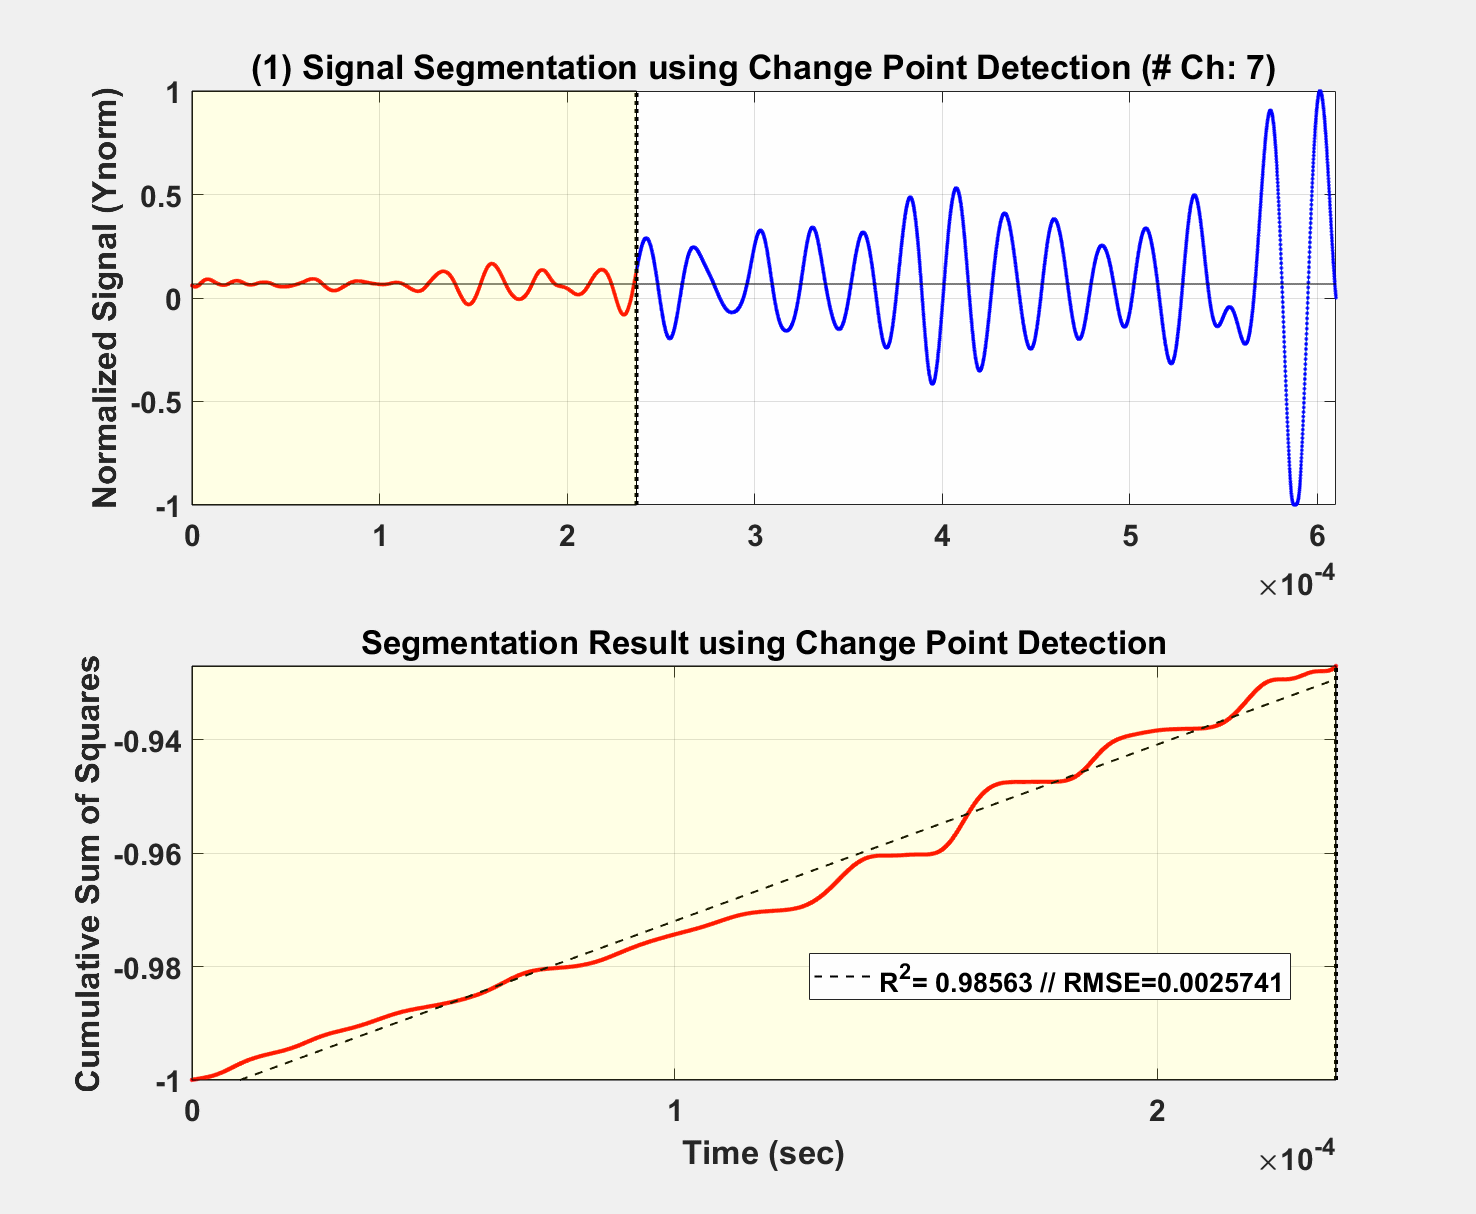 (1) Signal Segmentation using Change Point Detection (# Ch: 7)
Normalized Signal (Ynorm)
1
0.5
0
-0.5
-1
0 1 2 3 4 5 6
×10-4
Segmentation Result using Change Point Detection
Cumulative Sum of Squares
-0.94
-0.96
-0.98
-1
R2= 0.98563 // RMSE=0.0025741
0 1 2
Time (sec)
×10-4